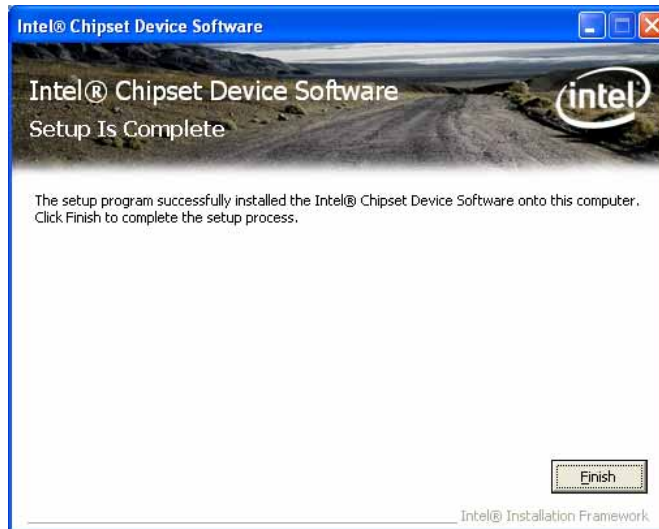 Intel® Chipset Device Software
Intel® Chipset Device Software
intel
Setup Is Complete
The setup program successfully installed the Intel® Chipset Device Software onto this computer.
Click Finish to complete the setup process.
Finish
Intel® Installation Framework